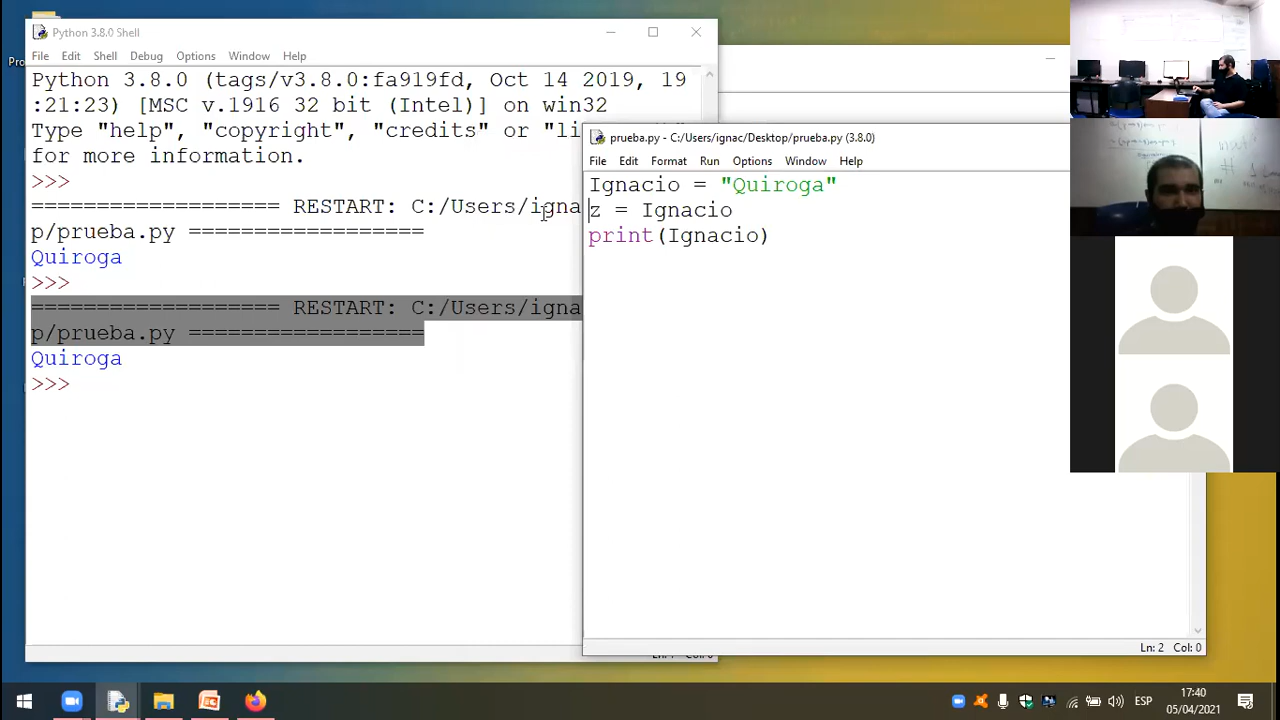 Pro
Python 3.8.0 Shell
File Edit Shell Debug Options Window Help
Python 3.8.0 (tags/v3.8.0:fa919fd, Oct 14 2019, 19
:21:23) [MSC v.1916 32 bit (Intel)] on win32
Type "help", "copyright", "credits" or
for more information.
>>>
=================== RESTART: C:/Users/igna
p/prueba.py ==================
Quiroga
>>>
=================== RESTART: C:/Users/igna
p/prueba.py ==================
Quiroga
>>>
prueba.py - C:/Users/ignac/Desktop/prueba.py (3.8.0)
File Edit Format Run Options Window Help
Ignacio = "Quiroga"
z = Ignacio
print(Ignacio)
Ln: 2 Col: 0
ESP
17:40
05/04/2021